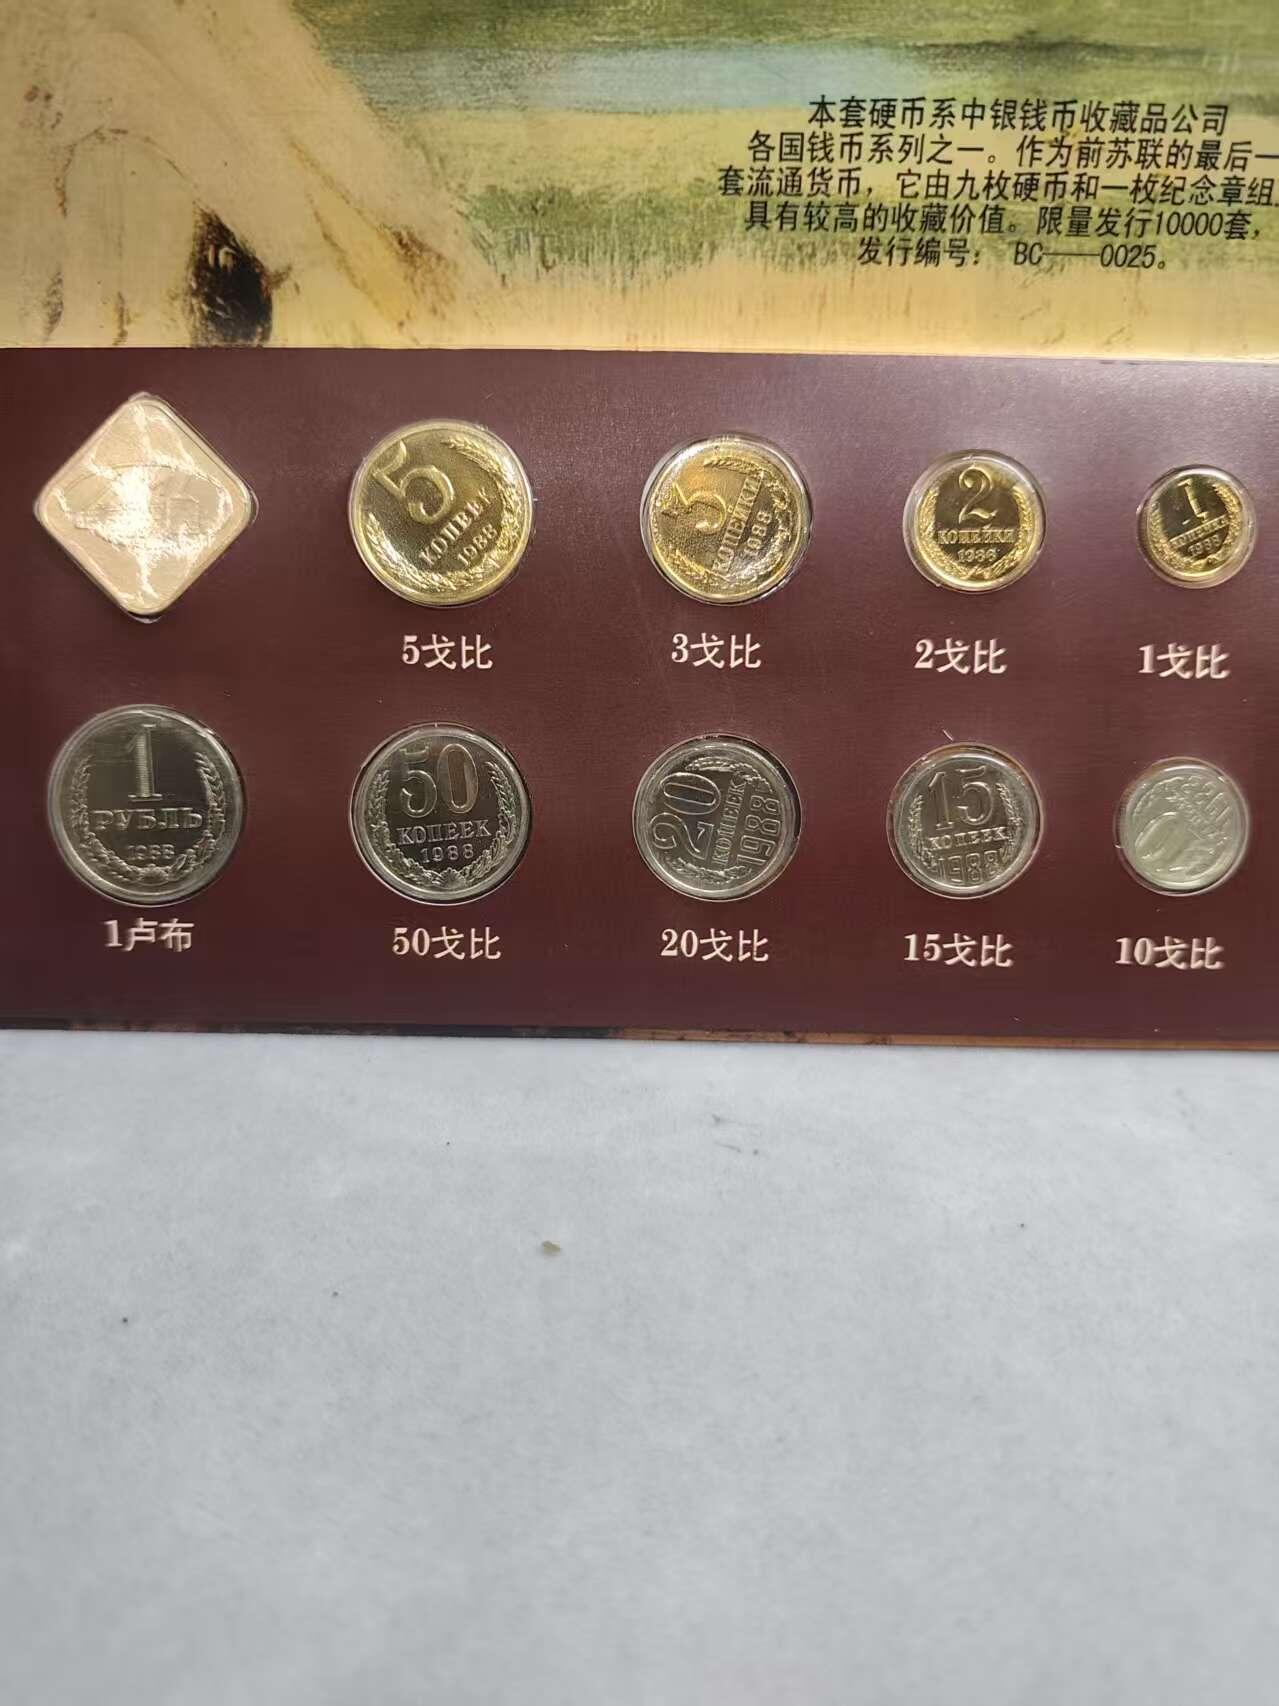 本套硬币系中银钱币收藏品公司
各国钱币系列之一。作为前苏联的最后一
套流通货币，它由九枚硬币和一枚纪念章组
具有较高的收藏价值。限量发行10000套，
发行编号： BC——0025。
5 КОПЕЕК 1988
3 КОПЕЙКИ 1988
2 КОПЕЙКИ 1988
1 КОПЕЙКА 1988
5戈比 3戈比 2戈比 1戈比
1 РУБЛЬ 1988
50 КОПЕЕК 1988
20 КОПЕЕК 1988
15 КОПЕЕК 1988
1卢布 50戈比 20戈比 15戈比 10戈比